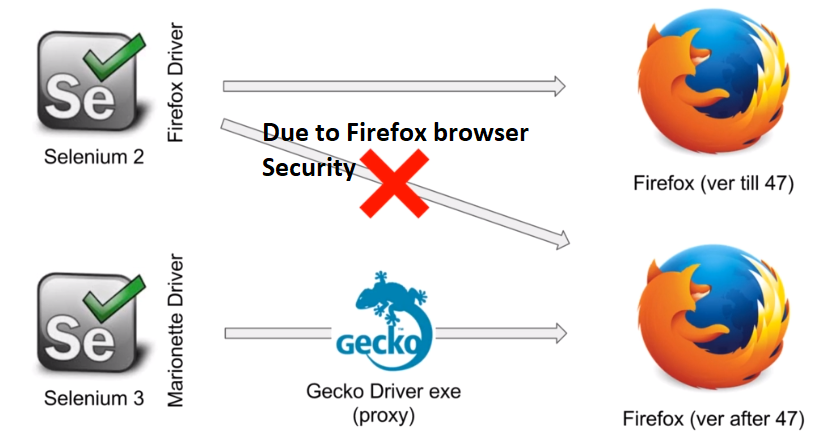 Se
Firefox Driver
Selenium 2
Due to Firefox browser
Security
Firefox (ver till 47)
Se
Marionette Driver
Selenium 3
GECKO
TM
Gecko Driver exe
(proxy)
Firefox (ver after 47)